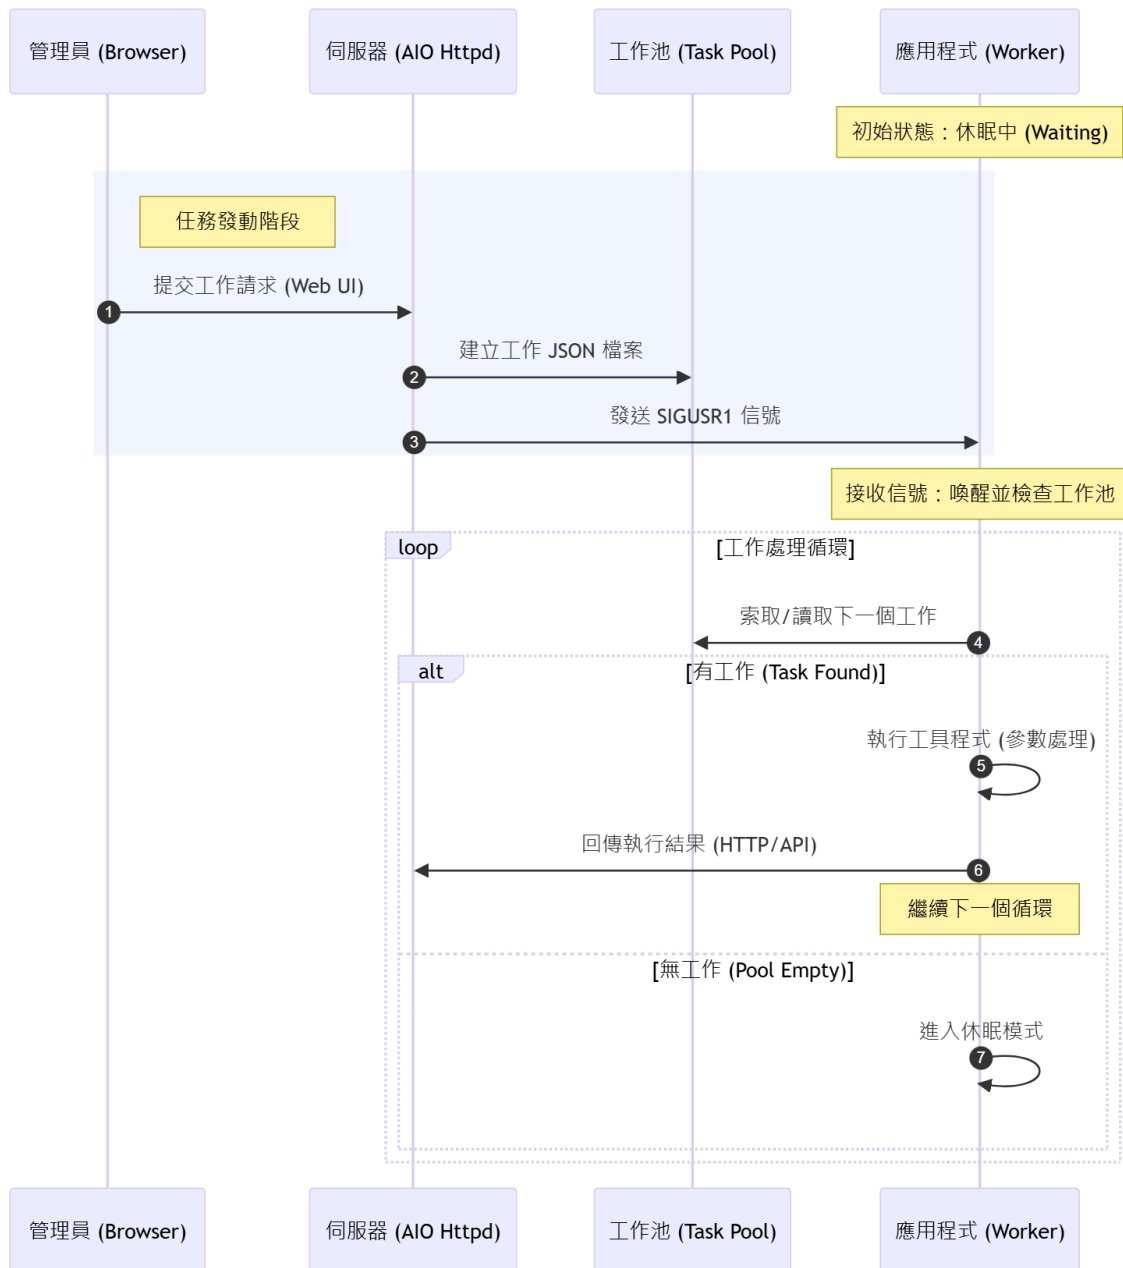 管理員 (Browser)
伺服器 (AIO Httpd)
工作池 (Task Pool)
應用程式 (Worker)
初始狀態：休眠中 (Waiting)
任務發動階段
提交工作請求 (Web UI)
1
建立工作 JSON 檔案
2
發送 SIGUSR1 信號
3
接收信號：喚醒並檢查工作池
loop
[工作處理循環]
索取/讀取下一個工作
4
alt
[有工作 (Task Found)]
執行工具程式 (參數處理)
5
回傳執行結果 (HTTP/API)
6
繼續下一個循環
[無工作 (Pool Empty)]
進入休眠模式
7
管理員 (Browser)
伺服器 (AIO Httpd)
工作池 (Task Pool)
應用程式 (Worker)